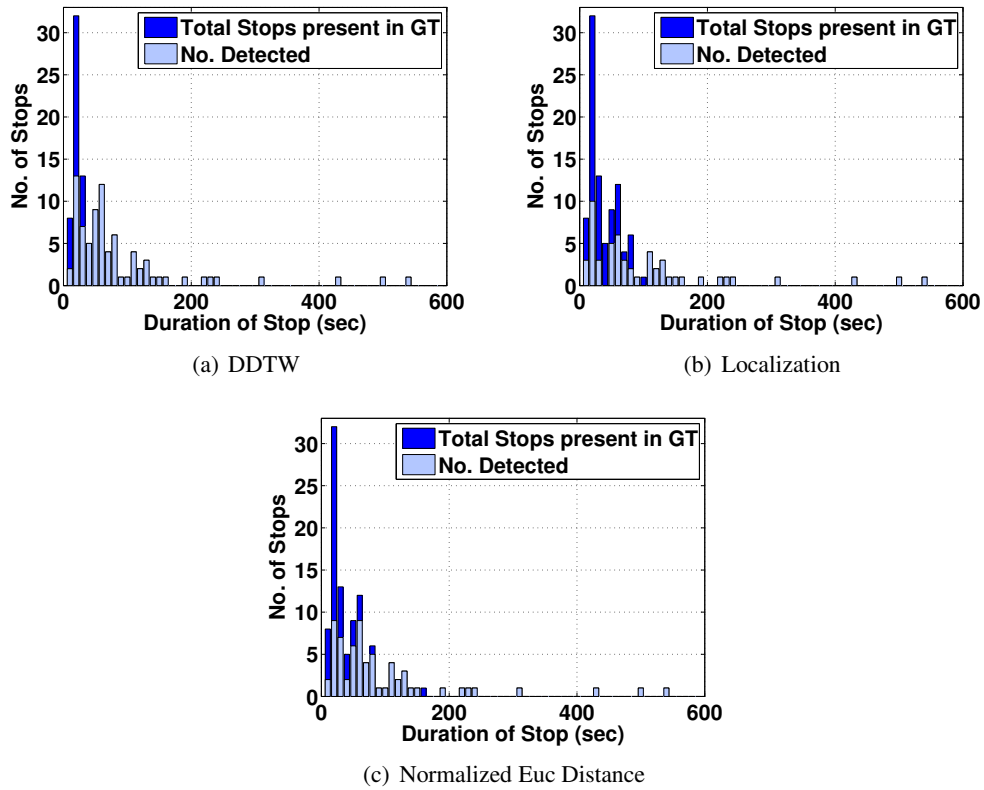 30
25
20
15
10
5
0
No. of Stops
Total Stops present in GT
No. Detected
0 200 400 600
Duration of Stop (sec)
(a) DDTW
30
25
20
15
10
5
0
No. of Stops
Total Stops present in GT
No. Detected
0 200 400 600
Duration of Stop (sec)
(b) Localization
30
25
20
15
10
5
0
No. of Stops
Total Stops present in GT
No. Detected
0 200 400 600
Duration of Stop (sec)
(c) Normalized Euc Distance